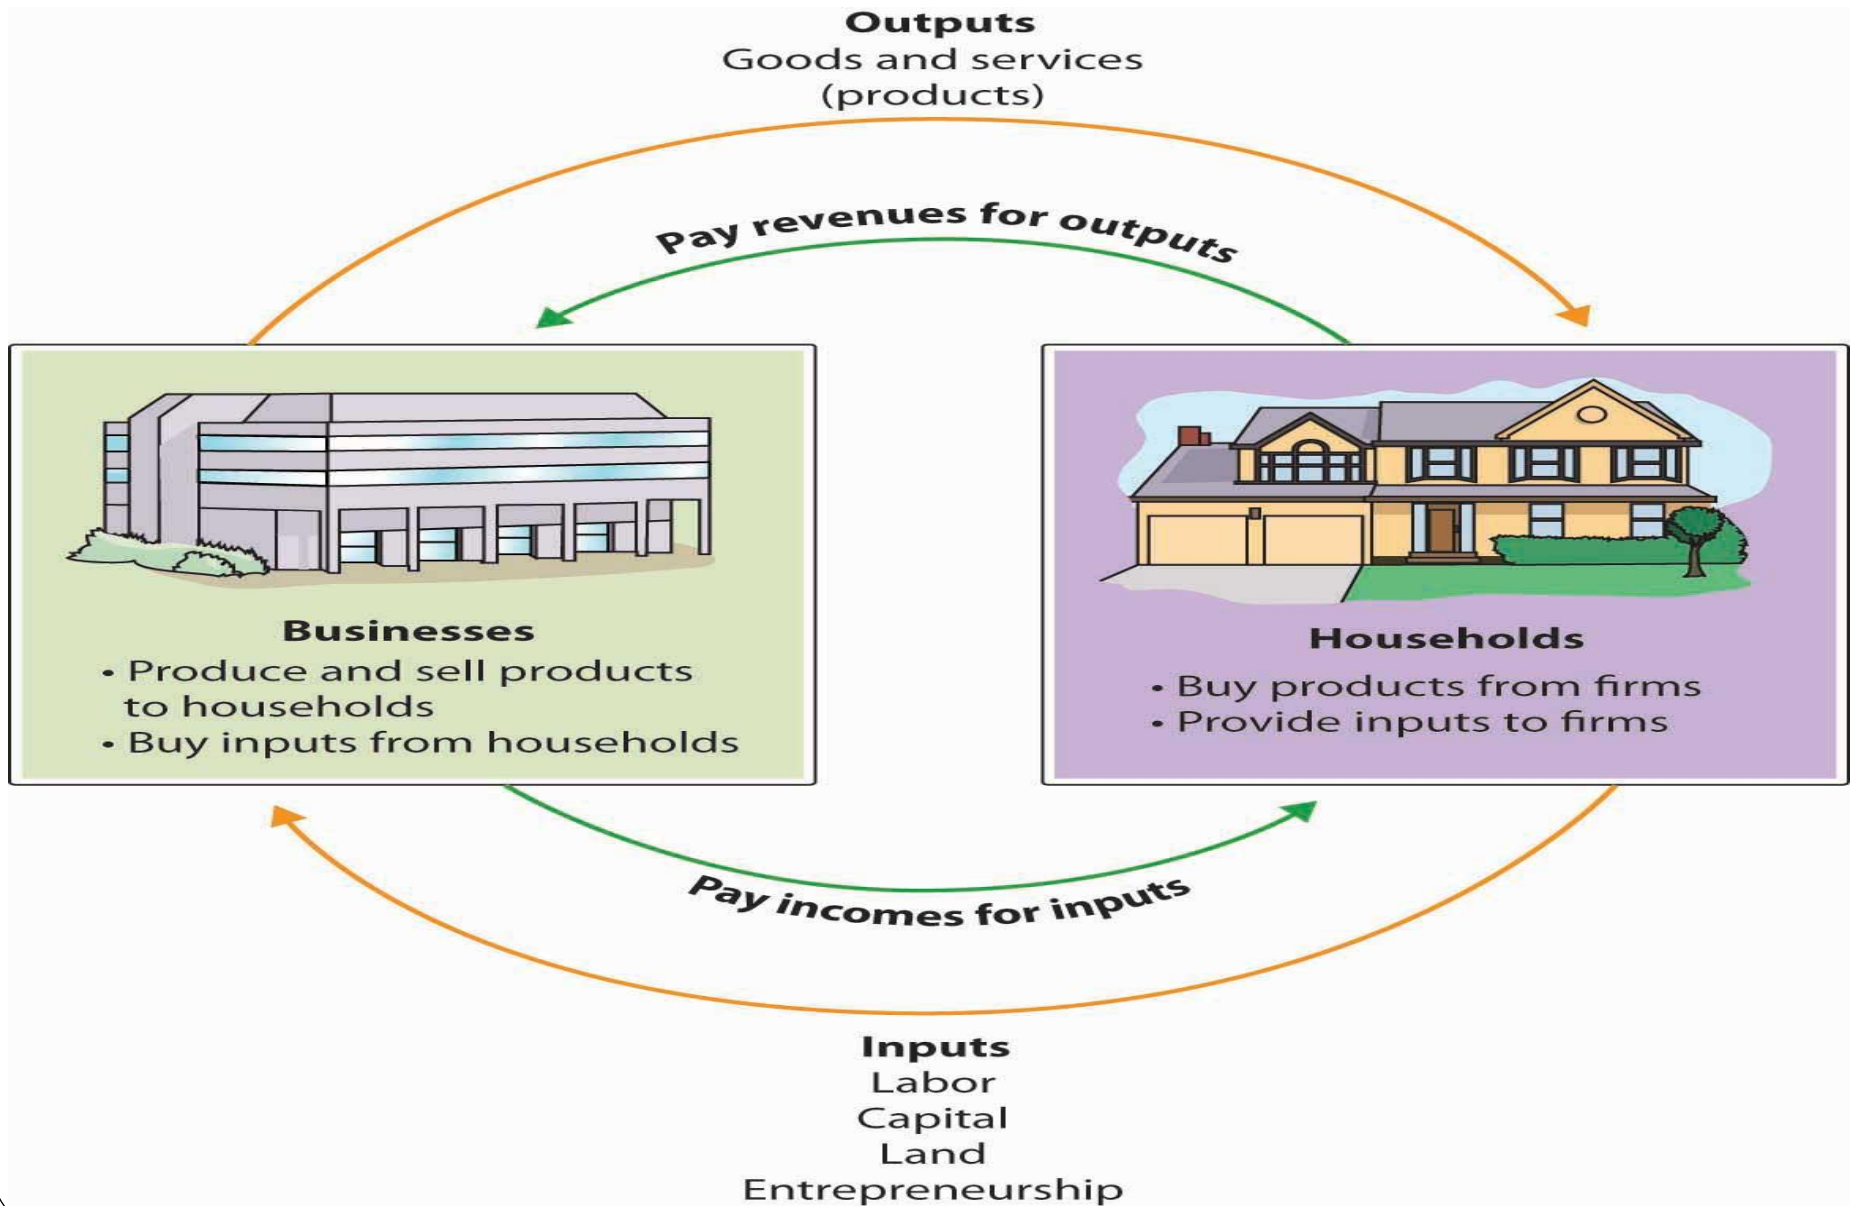 Outputs
Goods and services
(products)
Pay revenues for outputs
Businesses
• Produce and sell products
to households
• Buy inputs from households
Households
• Buy products from firms
• Provide inputs to firms
Pay incomes for inputs
Inputs
Labor
Capital
Land
Entrepreneurship